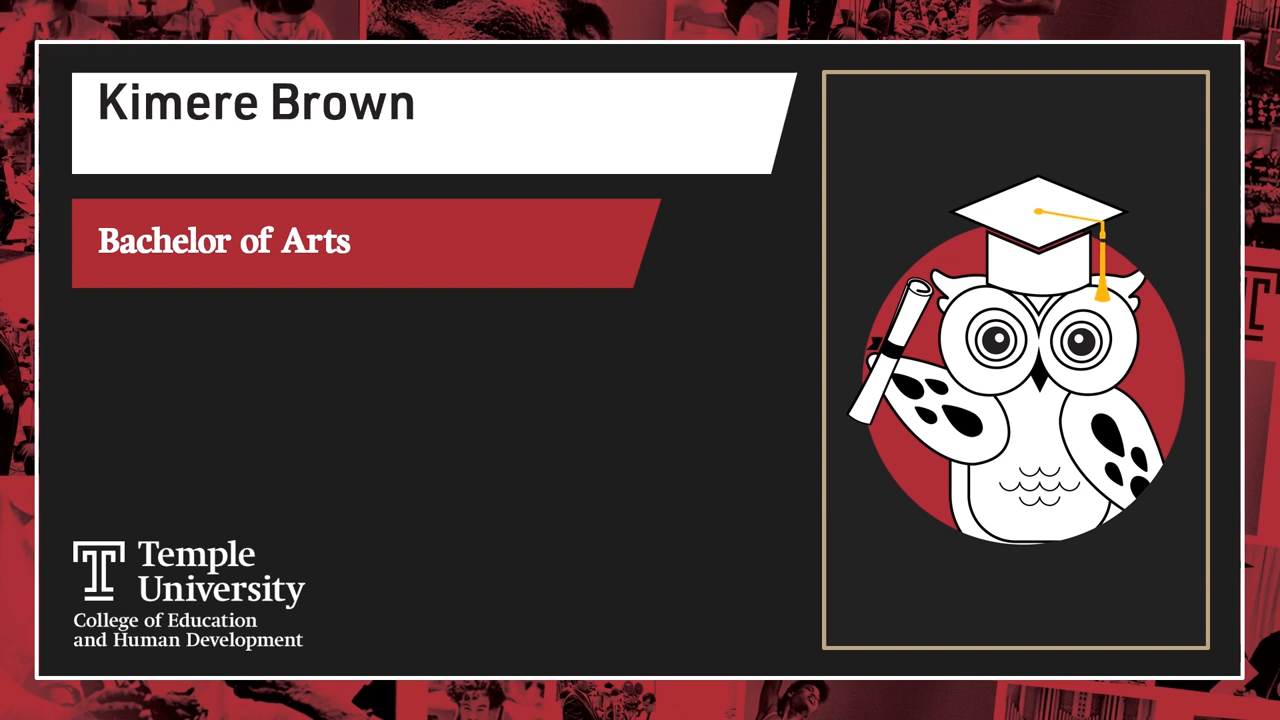 Kimere Brown
Bachelor of Arts
Temple
University
College of Education
and Human Development